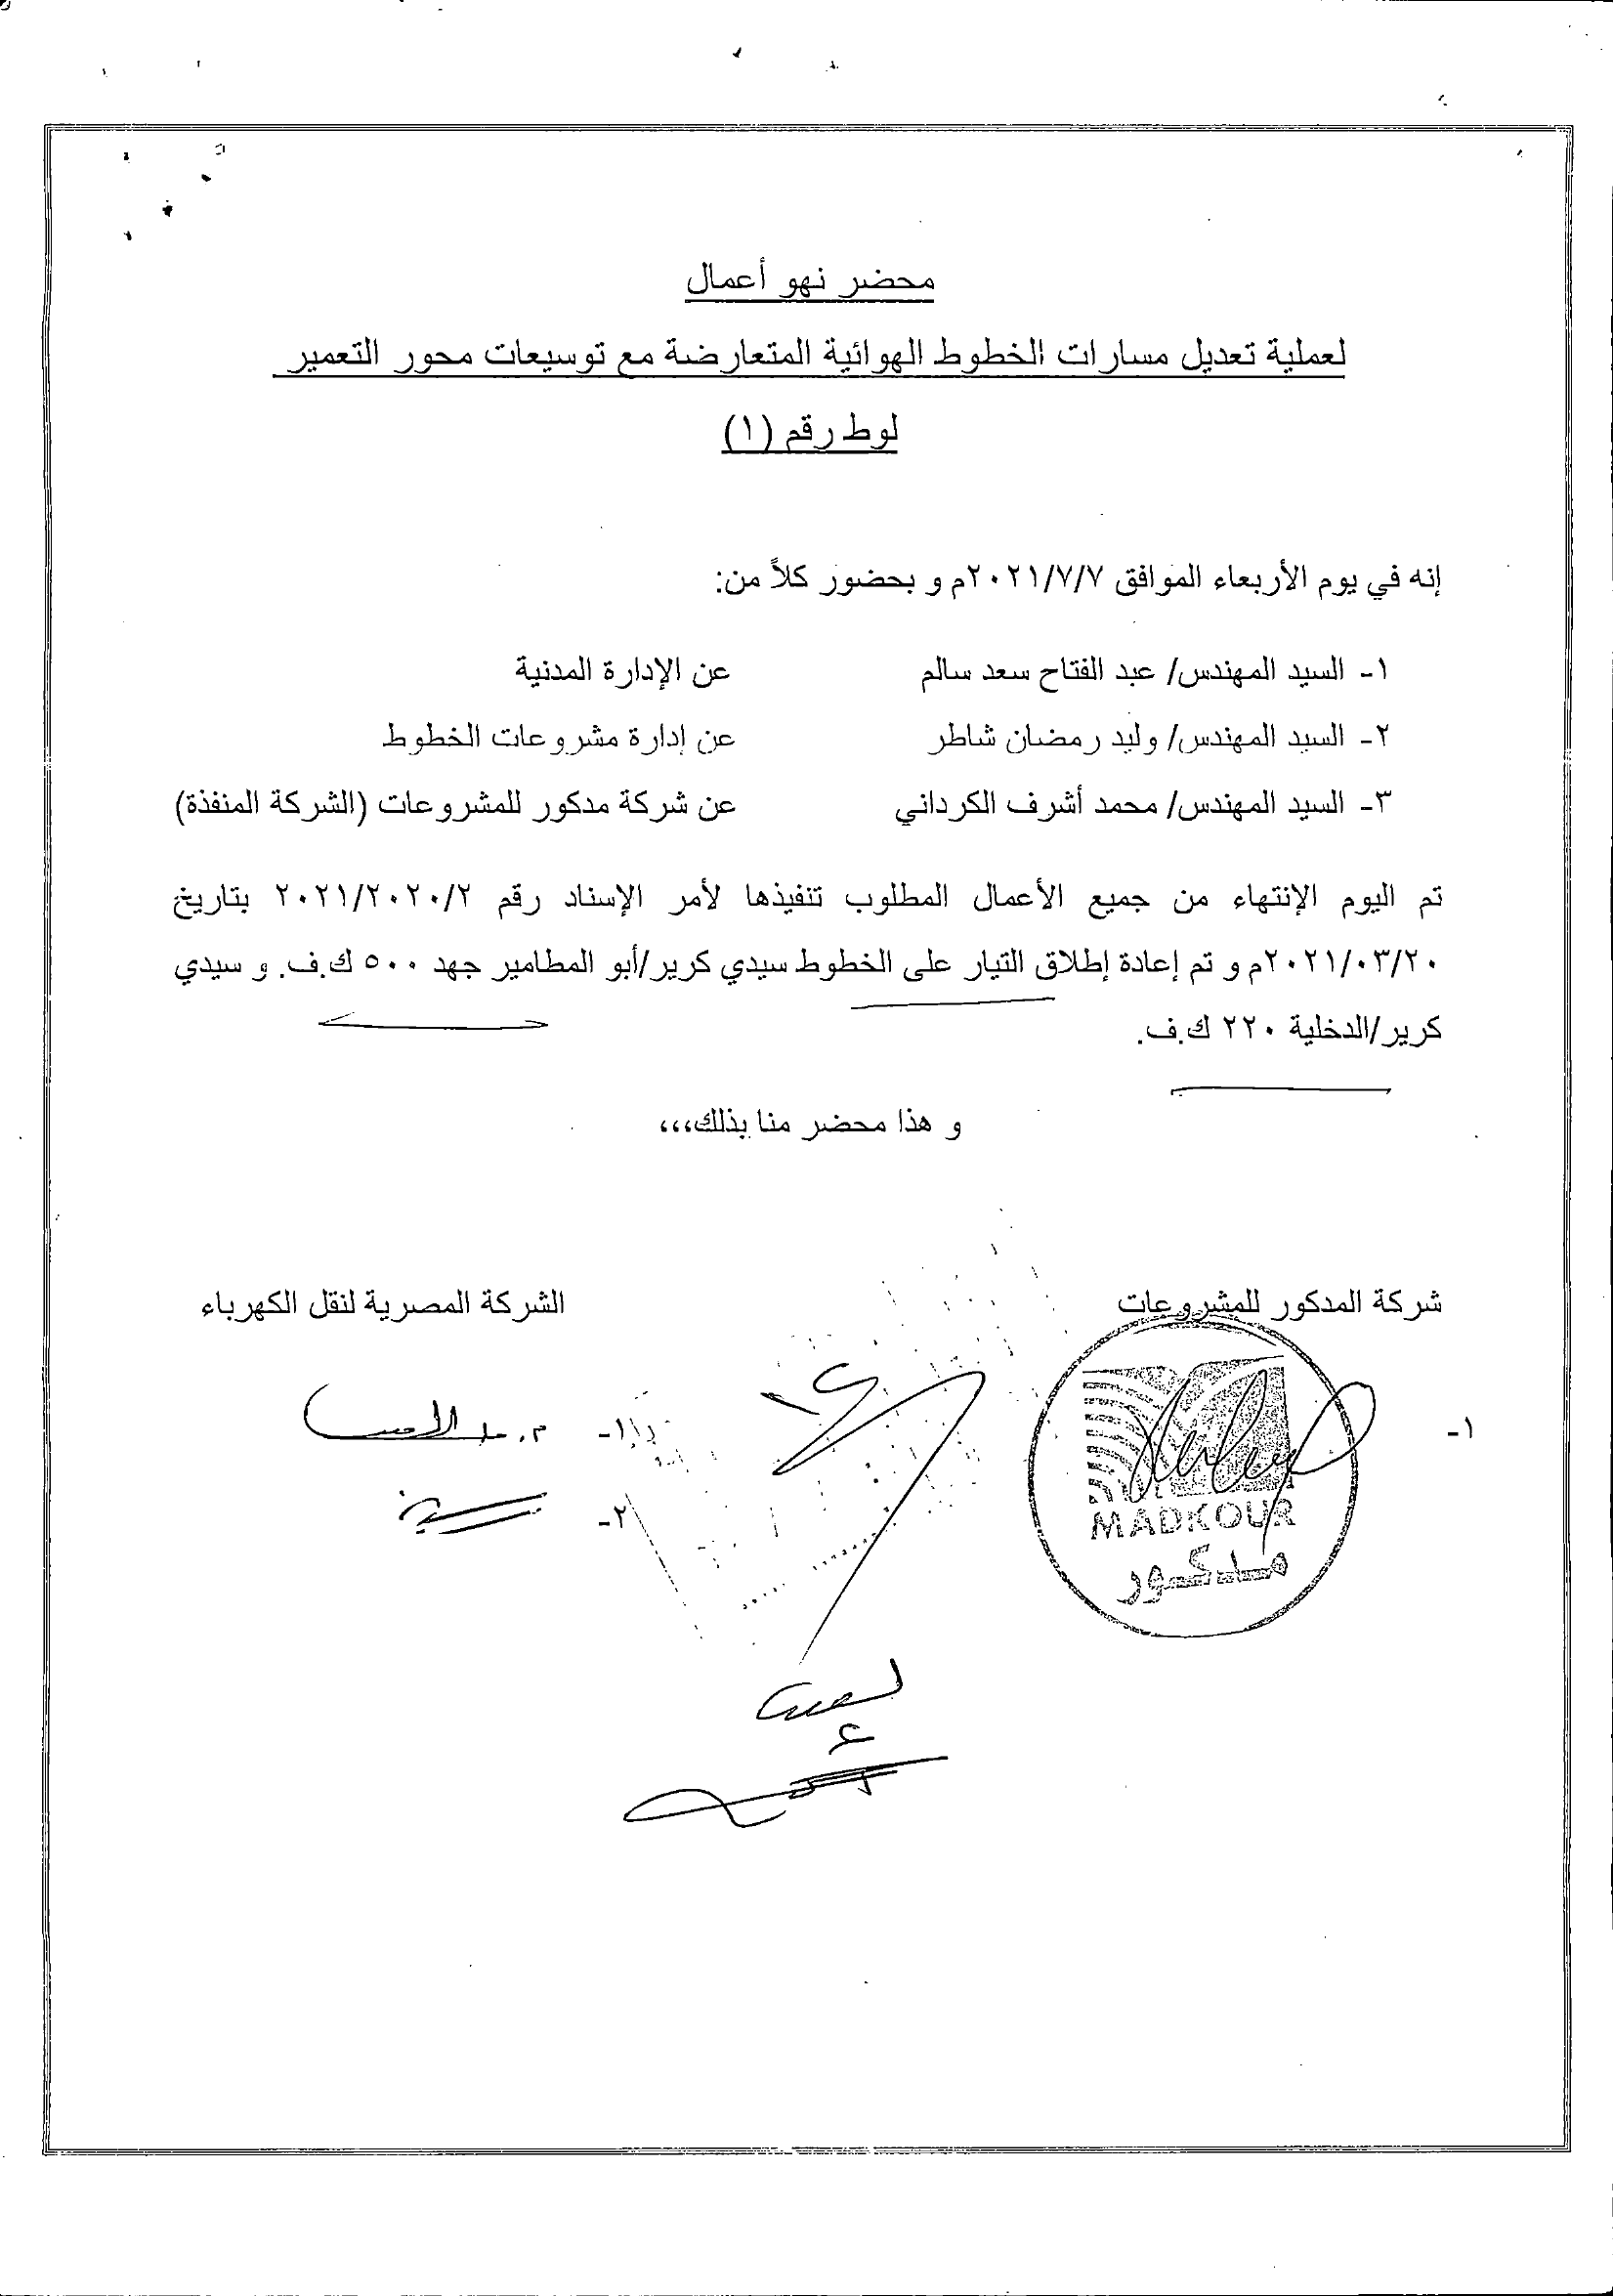 محضر نهو أعمال
لعملية تعديل مسارات الخطوط الهوائية المتعارضة مع توسيعات محور التعمير
لوط رقم (١)
إنه في يوم الأربعاء الموافق ٢٠٢١/٧/٧م و بحضور كلاً من:
١- السيد المهندس/ عبد الفتاح سعد سالم عن الإدارة المدنية
٢- السيد المهندس/ وليد رمضان شاطر عن إدارة مشروعات الخطوط
٣- السيد المهندس/ محمد أشرف الكرداني عن شركة مدكور للمشروعات (الشركة المنفذة)
تم اليوم الإنتهاء من جميع الأعمال المطلوب تنفيذها لأمر الإسناد رقم ٢٠٢١/٢٠٢٠/٢ بتاريخ
٢٠٢١/٠٣/٢٠م و تم إعادة إطلاق التيار على الخطوط سيدي كرير/أبو المطامير جهد ٥٠٠ ك.ف. و سيدي
كرير/الدخلية ٢٢٠ ك.ف.
و هذا محضر منا بذلك،،،
شركة المدكور للمشروعات الشركة المصرية لنقل الكهرباء
١- ١-
٢-
MADKOUR
مدكور